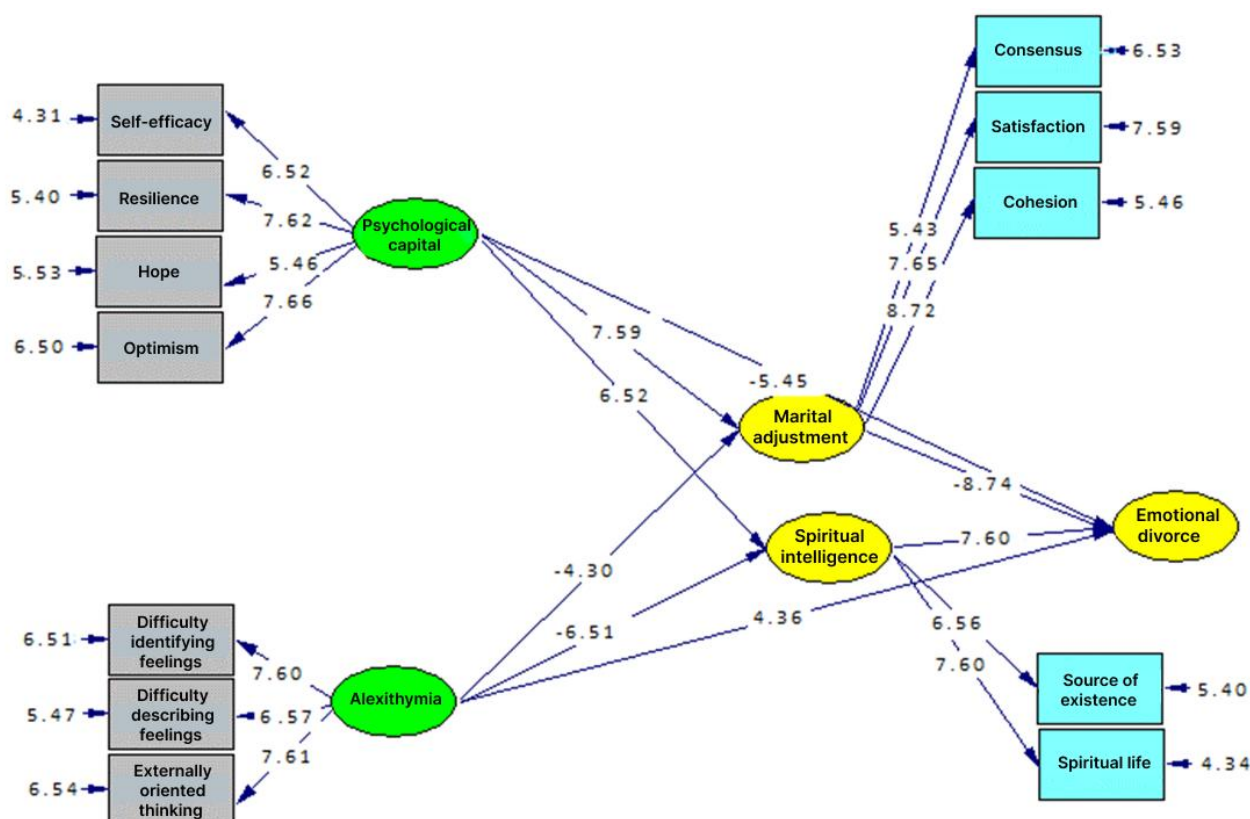 Consensus
6.53
Satisfaction
7.59
Cohesion
5.46
4.31
Self-efficacy
5.40
Resilience
5.53
Hope
6.50
Optimism
6.52
7.62
5.46
7.66
Psychological
capital
5.43
7.65
8.72
7.59
-5.45
6.52
Marital
adjustment
-8.74
Spiritual
intelligence
7.60
Emotional
divorce
-4.30
-6.51
4.36
6.56
7.60
6.51
Difficulty
identifying
feelings
5.47
Difficulty
describing
feelings
6.54
Externally
oriented
thinking
7.60
6.57
7.61
Alexithymia
Source of
existence
5.40
Spiritual life
4.34